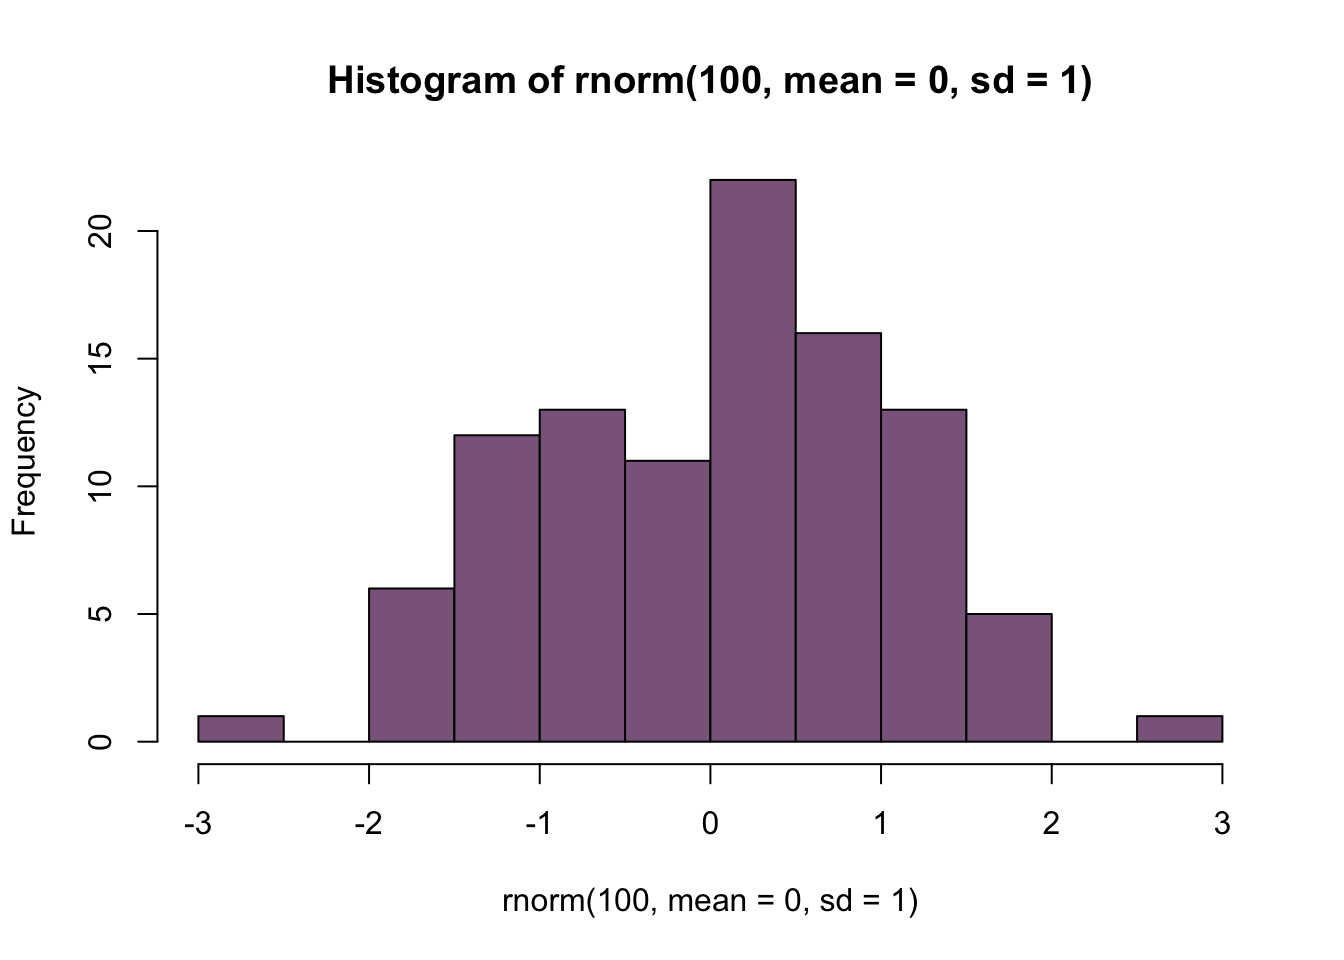 Histogram of rnorm(100, mean = 0, sd = 1)
Frequency
20
15
10
5
0
-3 -2 -1 0 1 2 3
rnorm(100, mean = 0, sd = 1)